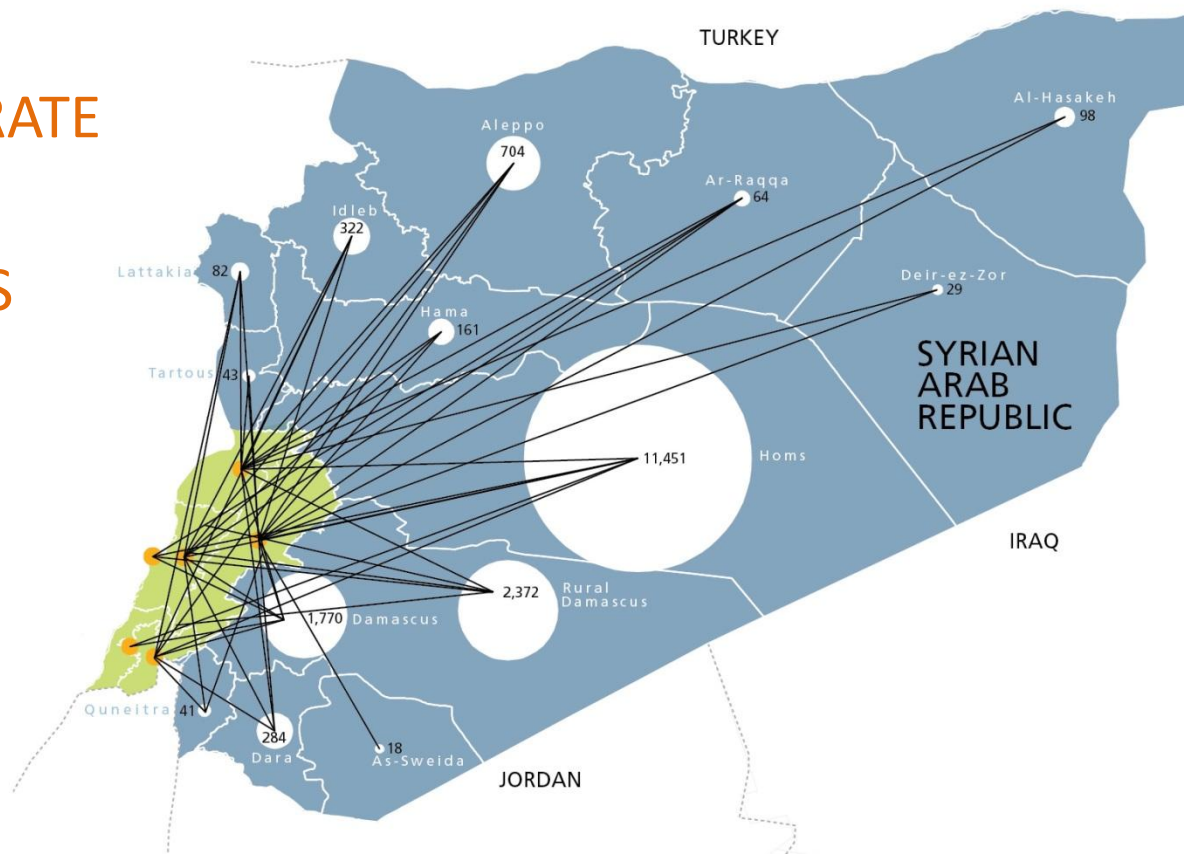 RATE
S
TURKEY
Al-Hasakeh
98
Aleppo
704
Ar-Raqqa
64
Idleb
322
Lattakia
82
Deir-ez-Zor
29
Hama
161
SYRIAN
ARAB
REPUBLIC
Tartous
43
11,451
Homs
IRAQ
2,372
Rural
Damascus
1,770
Damascus
Quneitra
41
284
Dara
18
As-Sweida
JORDAN